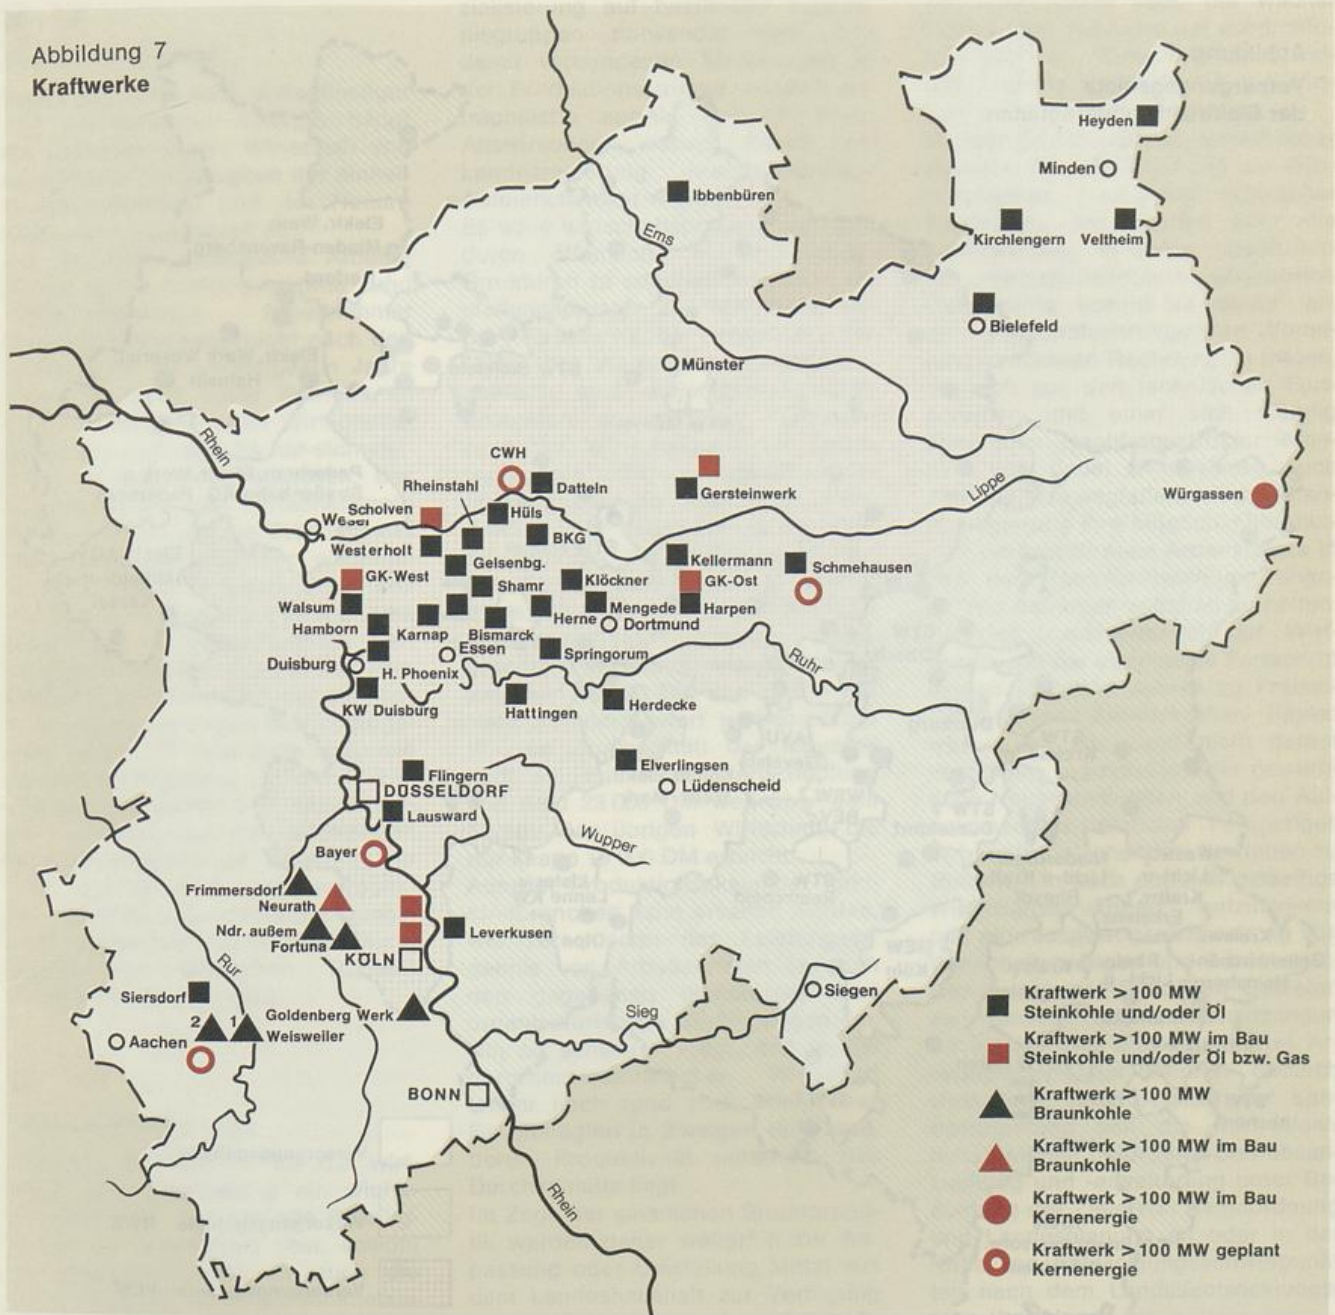 Abbildung 7
Kraftwerke
Heyden
Minden
Ibbenbüren
Kirchlengern
Veltheim
Ems
Bielefeld
Münster
Rhein
CWH
Rheinstahl
Datteln
Gersteinwerk
Lippe
Würgassen
Scholven
Hüls
Wesel
BKG
Westerholt
Gelsenbg.
Kellermann
Schmehausen
GK-West
Shamr
Klöckner
GK-Ost
Walsum
Hamborn
Karnap
Bismarck
Herne
Mengede
Harpen
Dortmund
Essen
Duisburg
H. Phoenix
Springorum
Ruhr
KW Duisburg
Hattingen
Herdecke
Flingern
Elverlingsen
DÜSSELDORF
Lüdenscheid
Lausward
Wupper
Bayer
Frimmersdorf
Neurath
Ndr. außem
Fortuna
Leverkusen
KÖLN
Rur
Siersdorf
Siegen
Goldenberg Werk
Sieg
2
1
Aachen
Weisweiler
BONN
Rhein
Kraftwerk > 100 MW
Steinkohle und/oder Öl
Kraftwerk > 100 MW im Bau
Steinkohle und/oder Öl bzw. Gas
Kraftwerk > 100 MW
Braunkohle
Kraftwerk > 100 MW im Bau
Braunkohle
Kraftwerk > 100 MW im Bau
Kernenergie
Kraftwerk > 100 MW geplant
Kernenergie